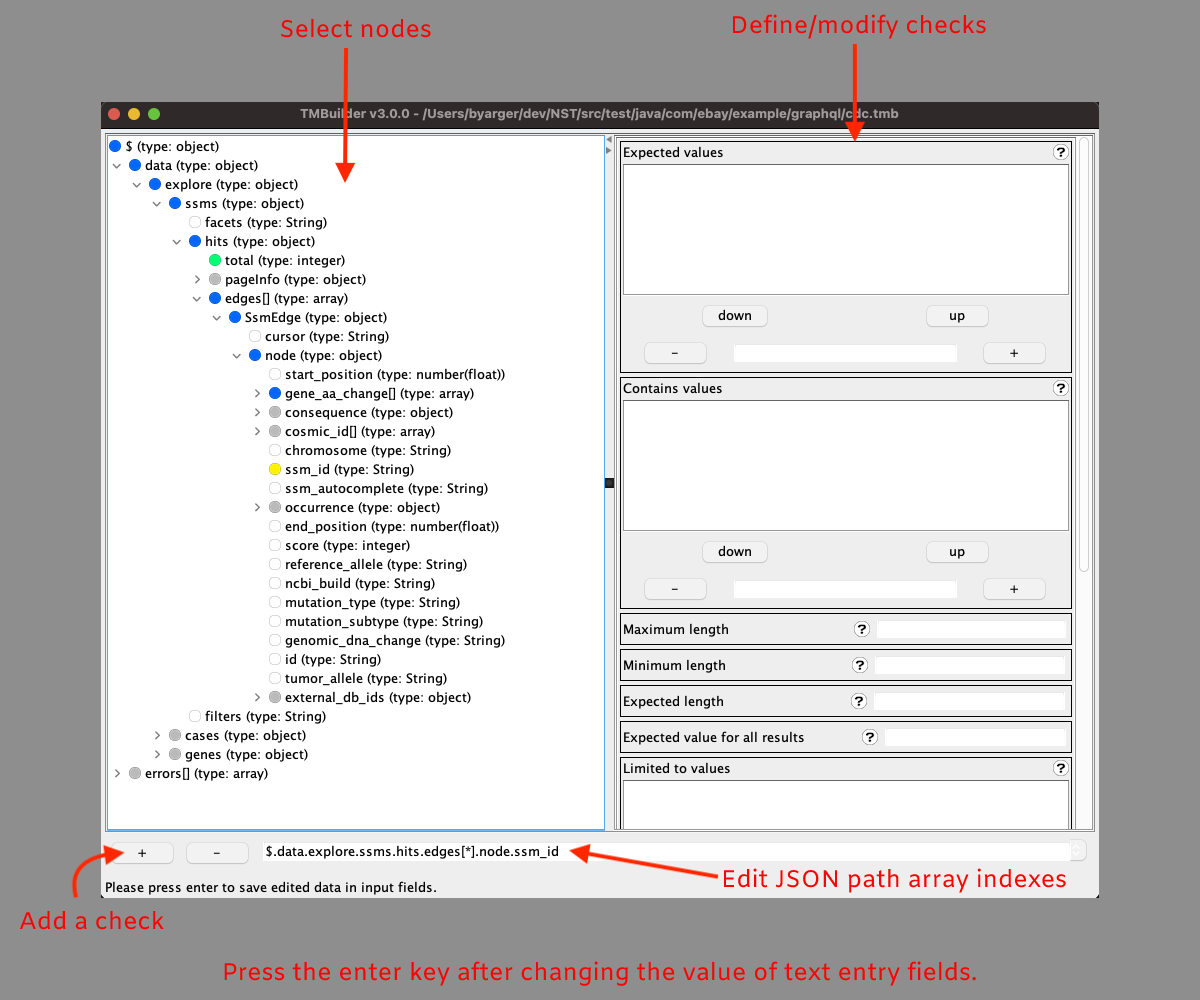 Select nodes
Define/modify checks
TMBuilder v3.0.0 - /Users/byarger/dev/NST/src/test/java/com/ebay/example/graphql/cdc.tmb
$ (type: object)
data (type: object)
explore (type: object)
ssms (type: object)
facets (type: String)
hits (type: object)
total (type: integer)
pageInfo (type: object)
edges[] (type: array)
SsmEdge (type: object)
cursor (type: String)
node (type: object)
start_position (type: number(float))
gene_aa_change[] (type: array)
consequence (type: object)
cosmic_id[] (type: array)
chromosome (type: String)
ssm_id (type: String)
ssm_autocomplete (type: String)
occurrence (type: object)
end_position (type: number(float))
score (type: integer)
reference_allele (type: String)
ncbi_build (type: String)
mutation_type (type: String)
mutation_subtype (type: String)
genomic_dna_change (type: String)
id (type: String)
tumor_allele (type: String)
external_db_ids (type: object)
filters (type: String)
cases (type: object)
genes (type: object)
errors[] (type: array)
Expected values ?
down up
- +
Contains values ?
down up
- +
Maximum length ?
Minimum length ?
Expected length ?
Expected value for all results ?
Limited to values ?
+ - $.data.explore.ssms.hits.edges[*].node.ssm_id
Please press enter to save edited data in input fields.
Edit JSON path array indexes
Add a check
Press the enter key after changing the value of text entry fields.